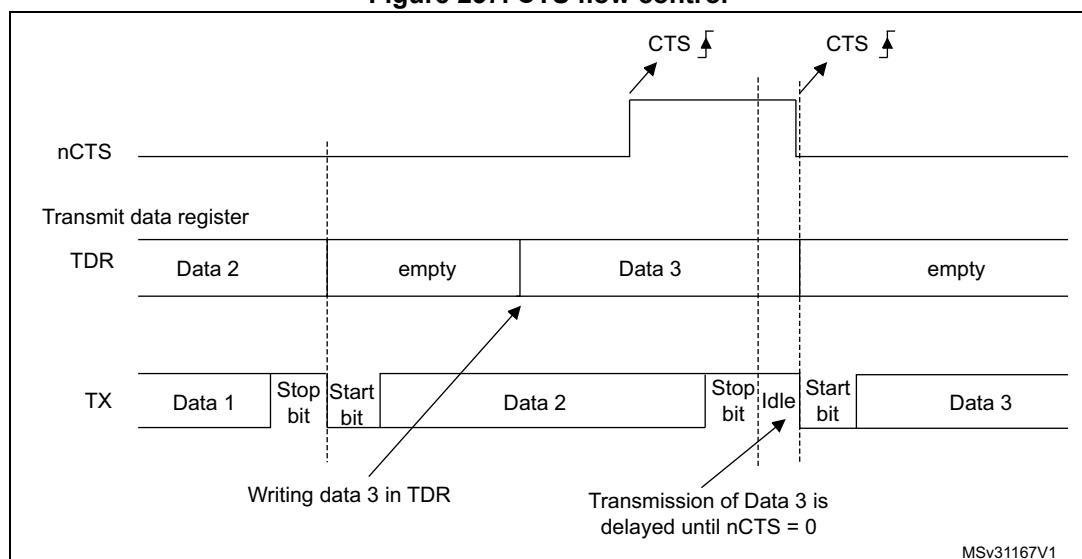 Figure CTS flow control
CTS CTS
nCTS
Transmit data register
TDR Data 2 empty Data 3 empty
TX Data 1 Stop bit Start bit Data 2 Stop bit Idle Start bit Data 3
Writing data 3 in TDR
Transmission of Data 3 is
delayed until nCTS = 0
MSv31167V1